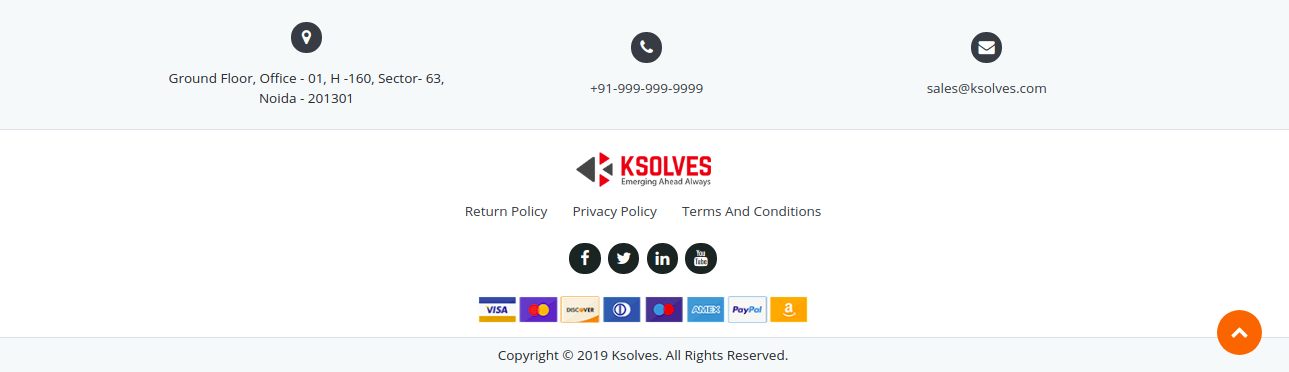 Ground Floor, Office - 01, H -160, Sector- 63,
Noida - 201301
+91-999-999-9999
sales@ksolves.com
KSOLVES
Emerging Ahead Always
Return Policy Privacy Policy Terms And Conditions
f in You Tube
VISA DISCOVER AMEX PayPal a
Copyright © 2019 Ksolves. All Rights Reserved.